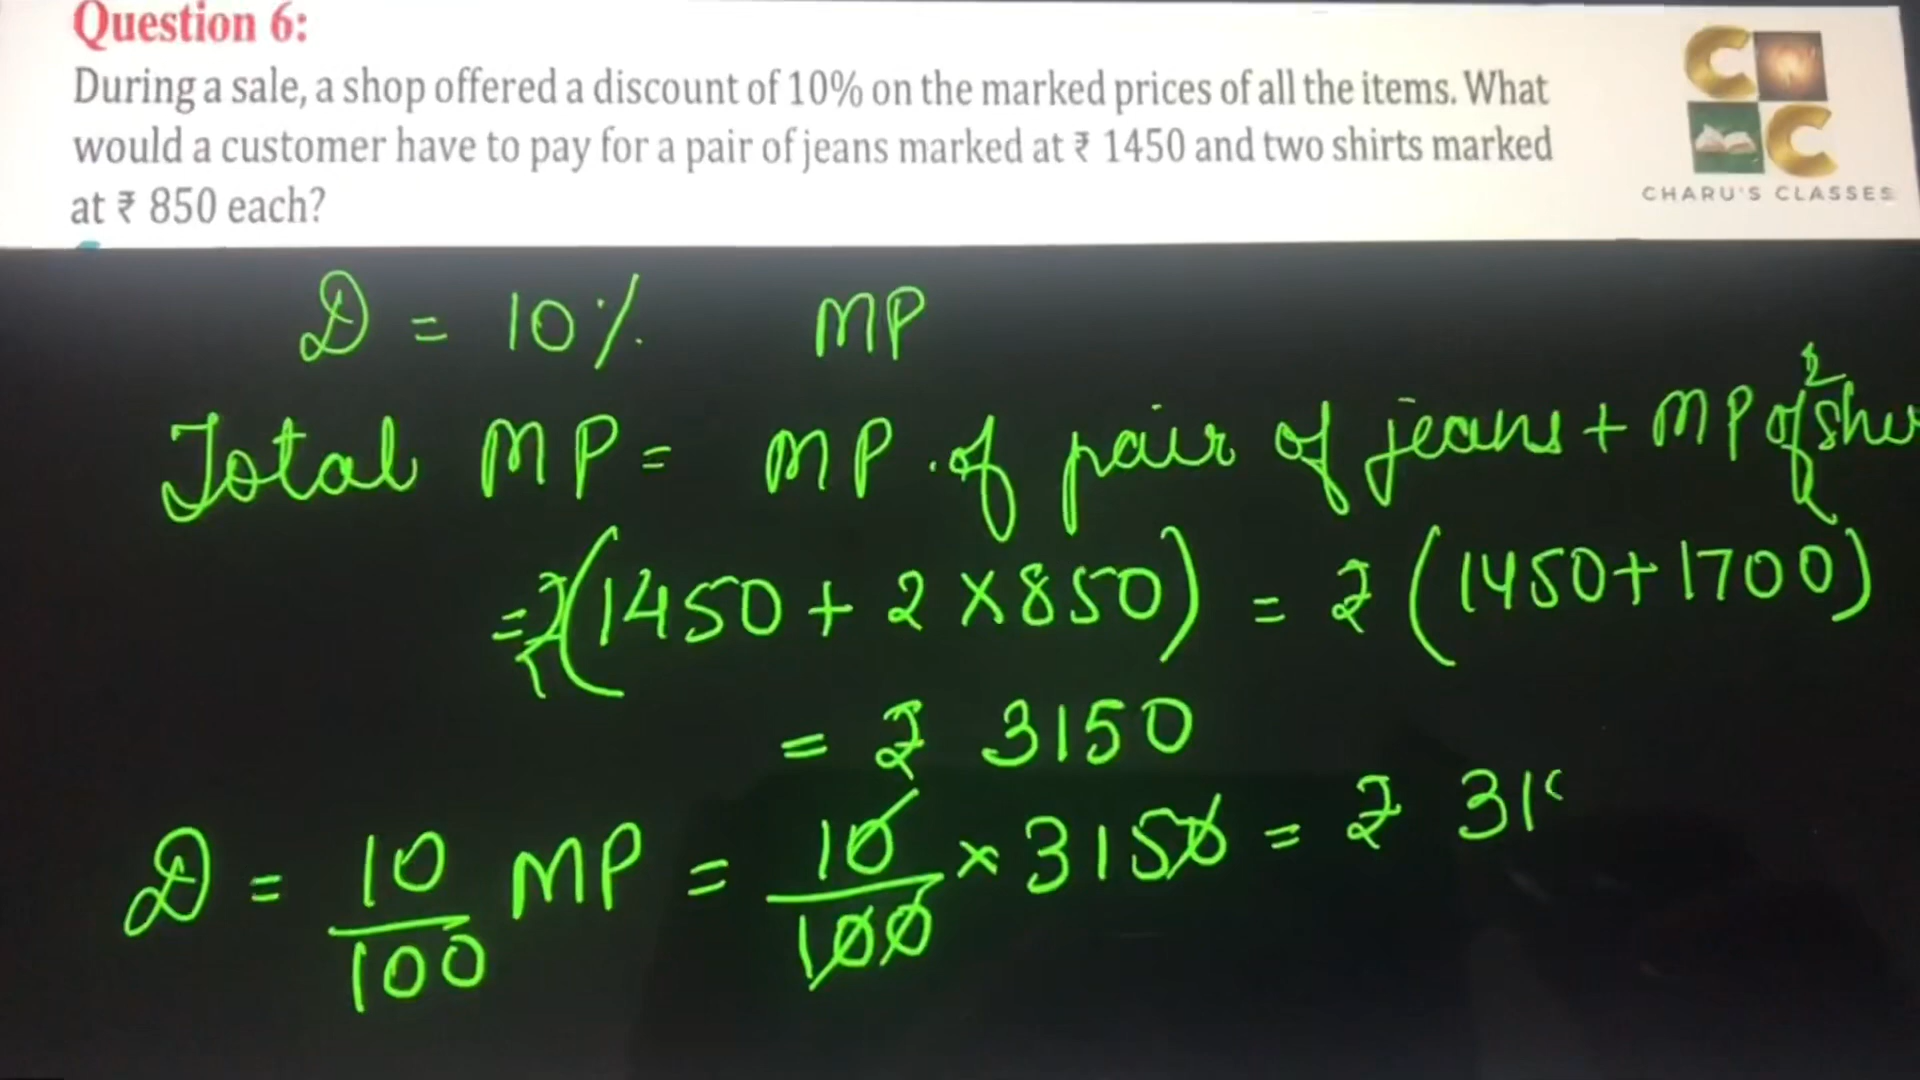 Question 6:
During a sale, a shop offered a discount of 10% on the marked prices of all the items. What
would a customer have to pay for a pair of jeans marked at ₹ 1450 and two shirts marked
at ₹ 850 each?
CHARU'S CLASSES
D = 10% MP
Total MP = MP of pair of jeans + MP of 2
= ₹(1450 + 2 × 850) = ₹ (1450 + 1700)
= ₹ 3150
D = 10/100 MP = 10/100 × 3150 = ₹ 31